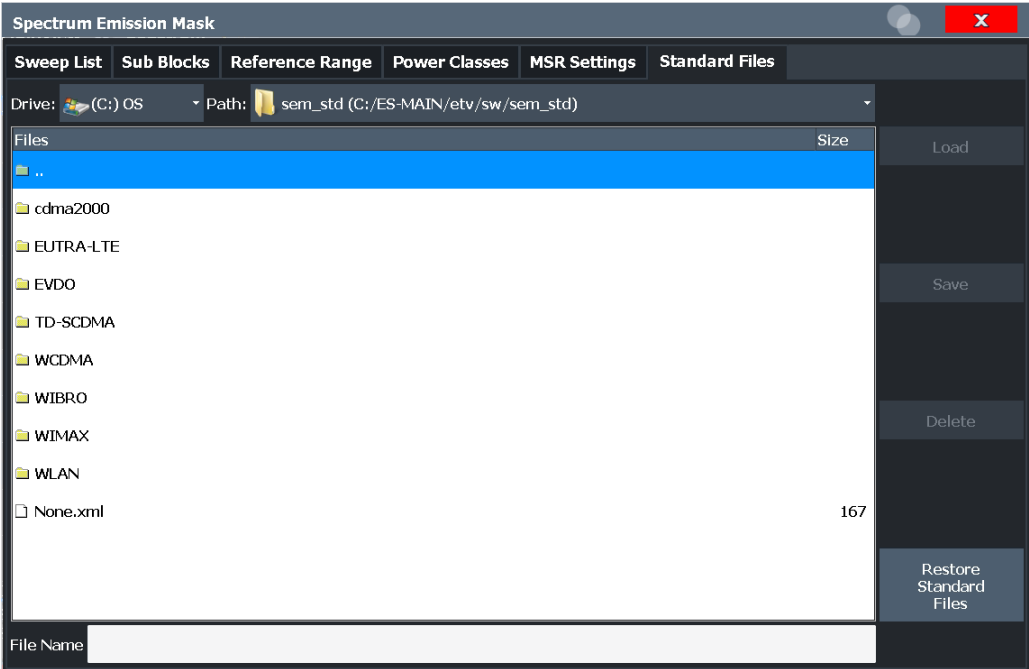 Spectrum Emission Mask
X
Sweep List Sub Blocks Reference Range Power Classes MSR Settings Standard Files
Drive: (C:) OS Path: sem_std (C:/ES-MAIN/etv/sw/sem_std)
Files Size
..
cdma2000
EUTRA-LTE
EVDO
TD-SCDMA
WCDMA
WIBRO
WIMAX
WLAN
None.xml 167
Load
Save
Delete
Restore
Standard
Files
File Name